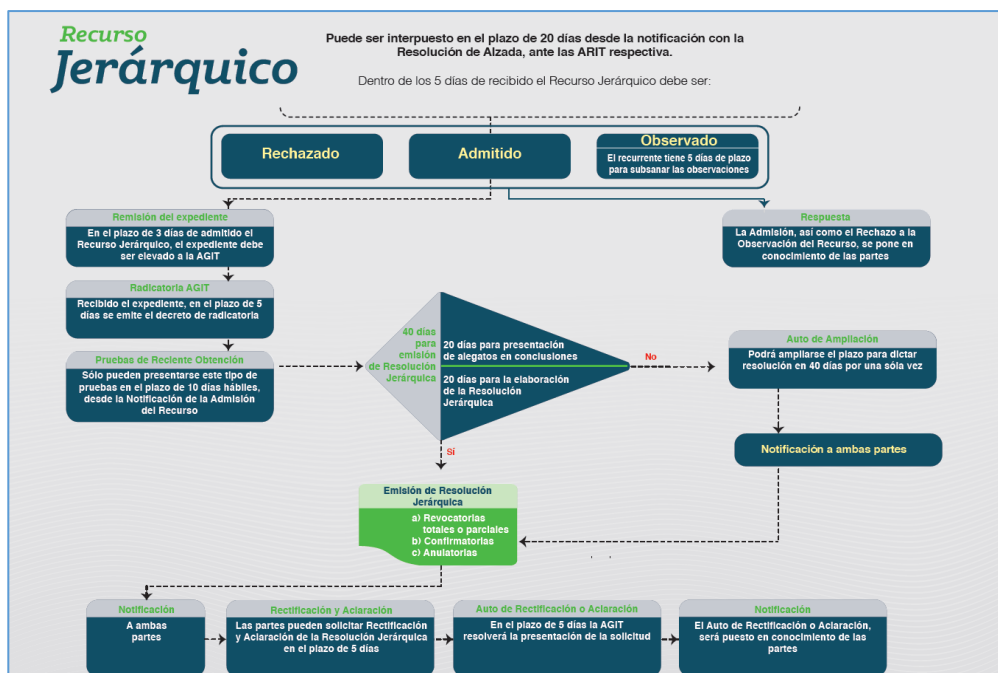 Recurso
Jerárquico
Puede ser interpuesto en el plazo de 20 días desde la notificación con la
Resolución de Alzada, ante las ARIT respectiva.
Dentro de los 5 días de recibido el Recurso Jerárquico debe ser:
Rechazado
Admitido
Observado
El recurrente tiene 5 días de plazo
para subsanar las observaciones
Remisión del expediente
En el plazo de 3 días de admitido el
Recurso Jerárquico, el expediente debe
ser elevado a la AGIT
Respuesta
La Admisión, así como el Rechazo a la
Observación del Recurso, se pone en
conocimiento de las partes
Radicatoria AGIT
Recibido el expediente, en el plazo de 5
días se emite el decreto de radicatoria
Pruebas de Reciente Obtención
Sólo pueden presentarse este tipo de
pruebas en el plazo de 10 días hábiles,
desde la Notificación de la Admisión
del Recurso
40 días
para
emisión
de Resolución
Jerárquica
20 días para presentación
de alegatos en conclusiones
20 días para la elaboración
de la Resolución
Jerárquica
No
Auto de Ampliación
Podrá ampliarse el plazo para dictar
resolución en 40 días por una sóla vez
Notificación a ambas partes
Sí
Emisión de Resolución
Jerárquica
a) Revocatorias
totales o parciales
b) Confirmatorias
c) Anulatorias
Notificación
A ambas
partes
Rectificación y Aclaración
Las partes pueden solicitar Rectificación
y Aclaración de la Resolución Jerárquica
en el plazo de 5 días
Auto de Rectificación o Aclaración
En el plazo de 5 días la AGIT
resolverá la presentación de la solicitud
Notificación
El Auto de Rectificación o Aclaración,
será puesto en conocimiento de las
partes